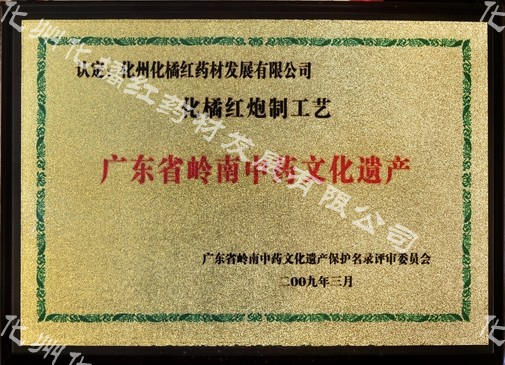 认定：化州化橘红药材发展有限公司
化橘红炮制工艺
广东省岭南中药文化遗产
广东省岭南中药文化遗产保护名录评审委员会
二00九年三月
化州化橘红药材发展有限公司